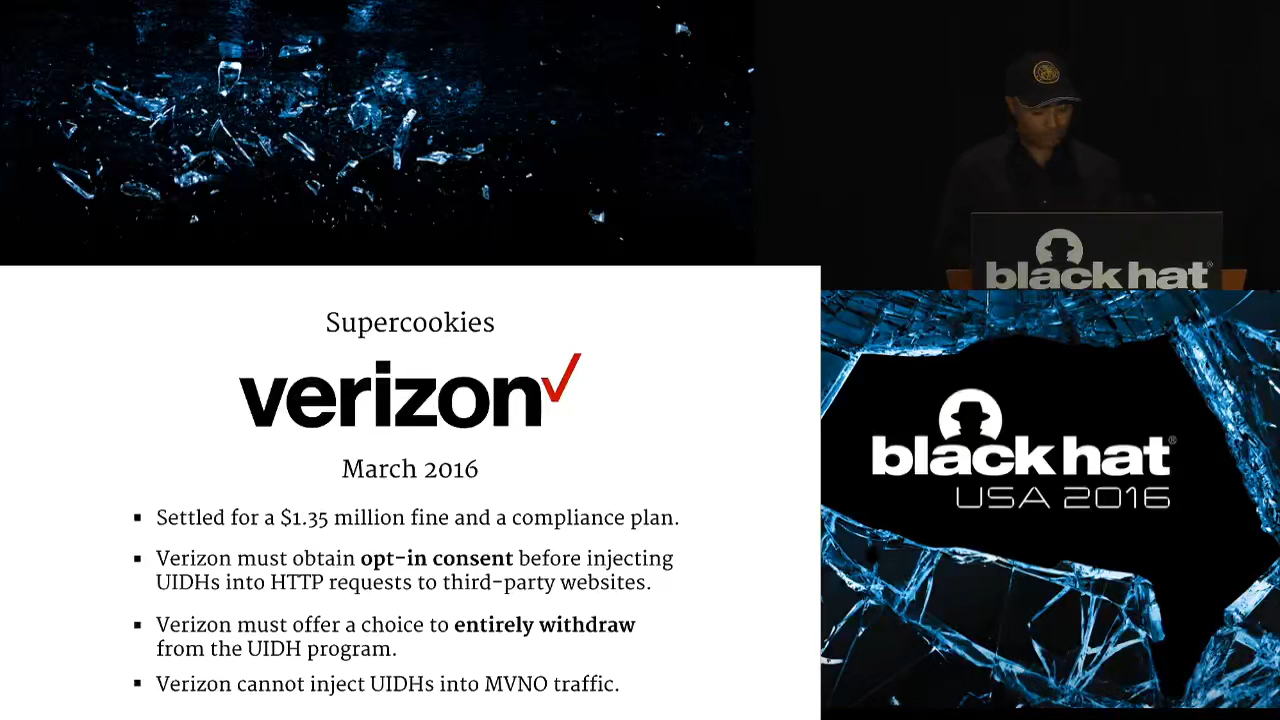 black hat®
Supercookies
verizon
March 2016
▪ Settled for a $1.35 million fine and a compliance plan.
▪ Verizon must obtain opt-in consent before injecting
UIDHs into HTTP requests to third-party websites.
▪ Verizon must offer a choice to entirely withdraw
from the UIDH program.
▪ Verizon cannot inject UIDHs into MVNO traffic.
black hat®
USA 2016